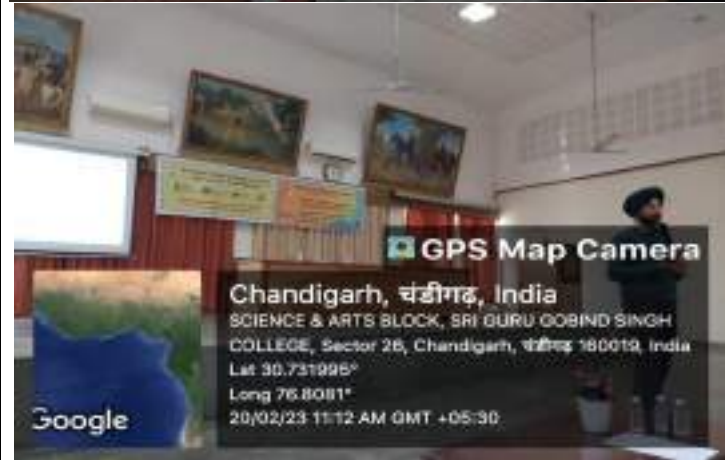 GPS Map Camera
Chandigarh, चंडीगढ़, India
SCIENCE & ARTS BLOCK, SRI GURU GOBIND SINGH
COLLEGE, Sector 26, Chandigarh, चंडीगढ़ 160019, India
Lat 30.731995°
Long 76.8081°
20/02/23 11:12 AM GMT +05:30
Google